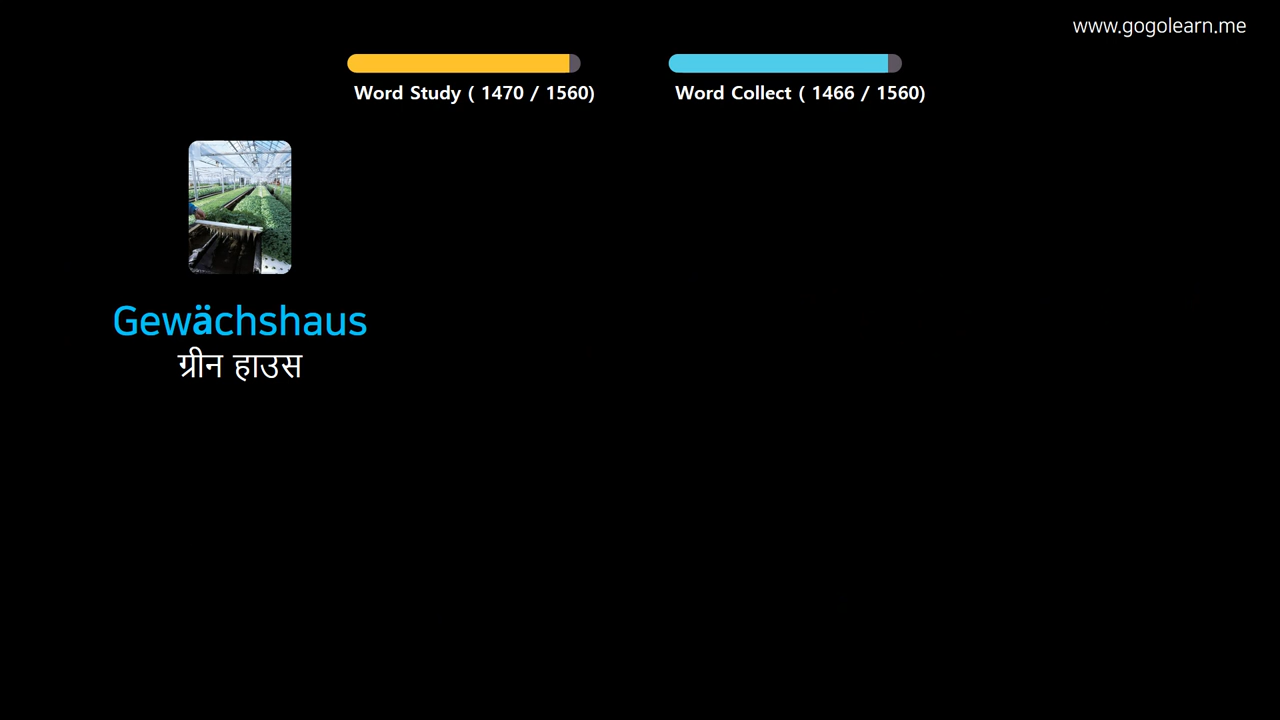 www.gogolearn.me
Word Study ( 1470 / 1560)
Word Collect ( 1466 / 1560)
Gewächshaus
ग्रीन हाउस